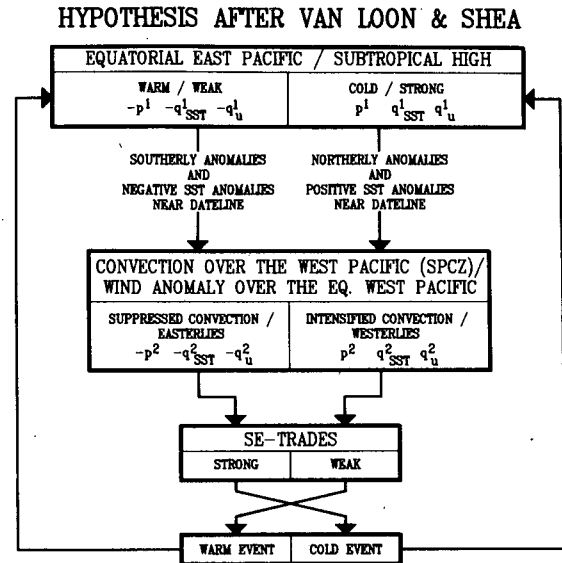 HYPOTHESIS AFTER VAN LOON & SHEA
EQUATORIAL EAST PACIFIC / SUBTROPICAL HIGH
WARM / WEAK
-p¹ -q¹SST -q¹u
COLD / STRONG
p¹ q¹SST q¹u
SOUTHERLY ANOMALIES
AND
NEGATIVE SST ANOMALIES
NEAR DATELINE
NORTHERLY ANOMALIES
AND
POSITIVE SST ANOMALIES
NEAR DATELINE
CONVECTION OVER THE WEST PACIFIC (SPCZ)/
WIND ANOMALY OVER THE EQ. WEST PACIFIC
SUPPRESSED CONVECTION /
EASTERLIES
-p² -q²SST -q²u
INTENSIFIED CONVECTION /
WESTERLIES
p² q²SST q²u
SE-TRADES
STRONG
WEAK
WARM EVENT
COLD EVENT